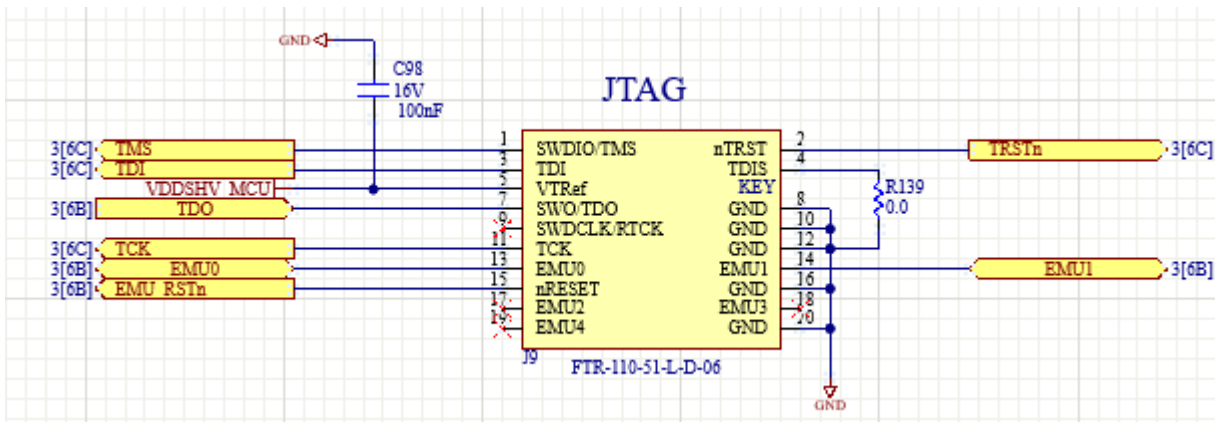 GND
C98
16V
100nF
JTAG
3[6C] TMS 1 SWDIO/TMS nTRST 2 TRSTn 3[6C]
3[6C] TDI 3 TDI TDIS 4
VDDSHV_MCU 5 VTRef KEY R139
3[6B] TDO 7 SWO/TDO GND 8 0.0
9 SWDCLK/RTCK GND 10
3[6C] TCK 11 TCK GND 12
3[6B] EMU0 13 EMU0 EMU1 14 EMU1 3[6B]
3[6B] EMU_RSTn 15 nRESET GND 16
17 EMU2 EMU3 18
19 EMU4 GND 20
J9
FTR-110-51-L-D-06
GND